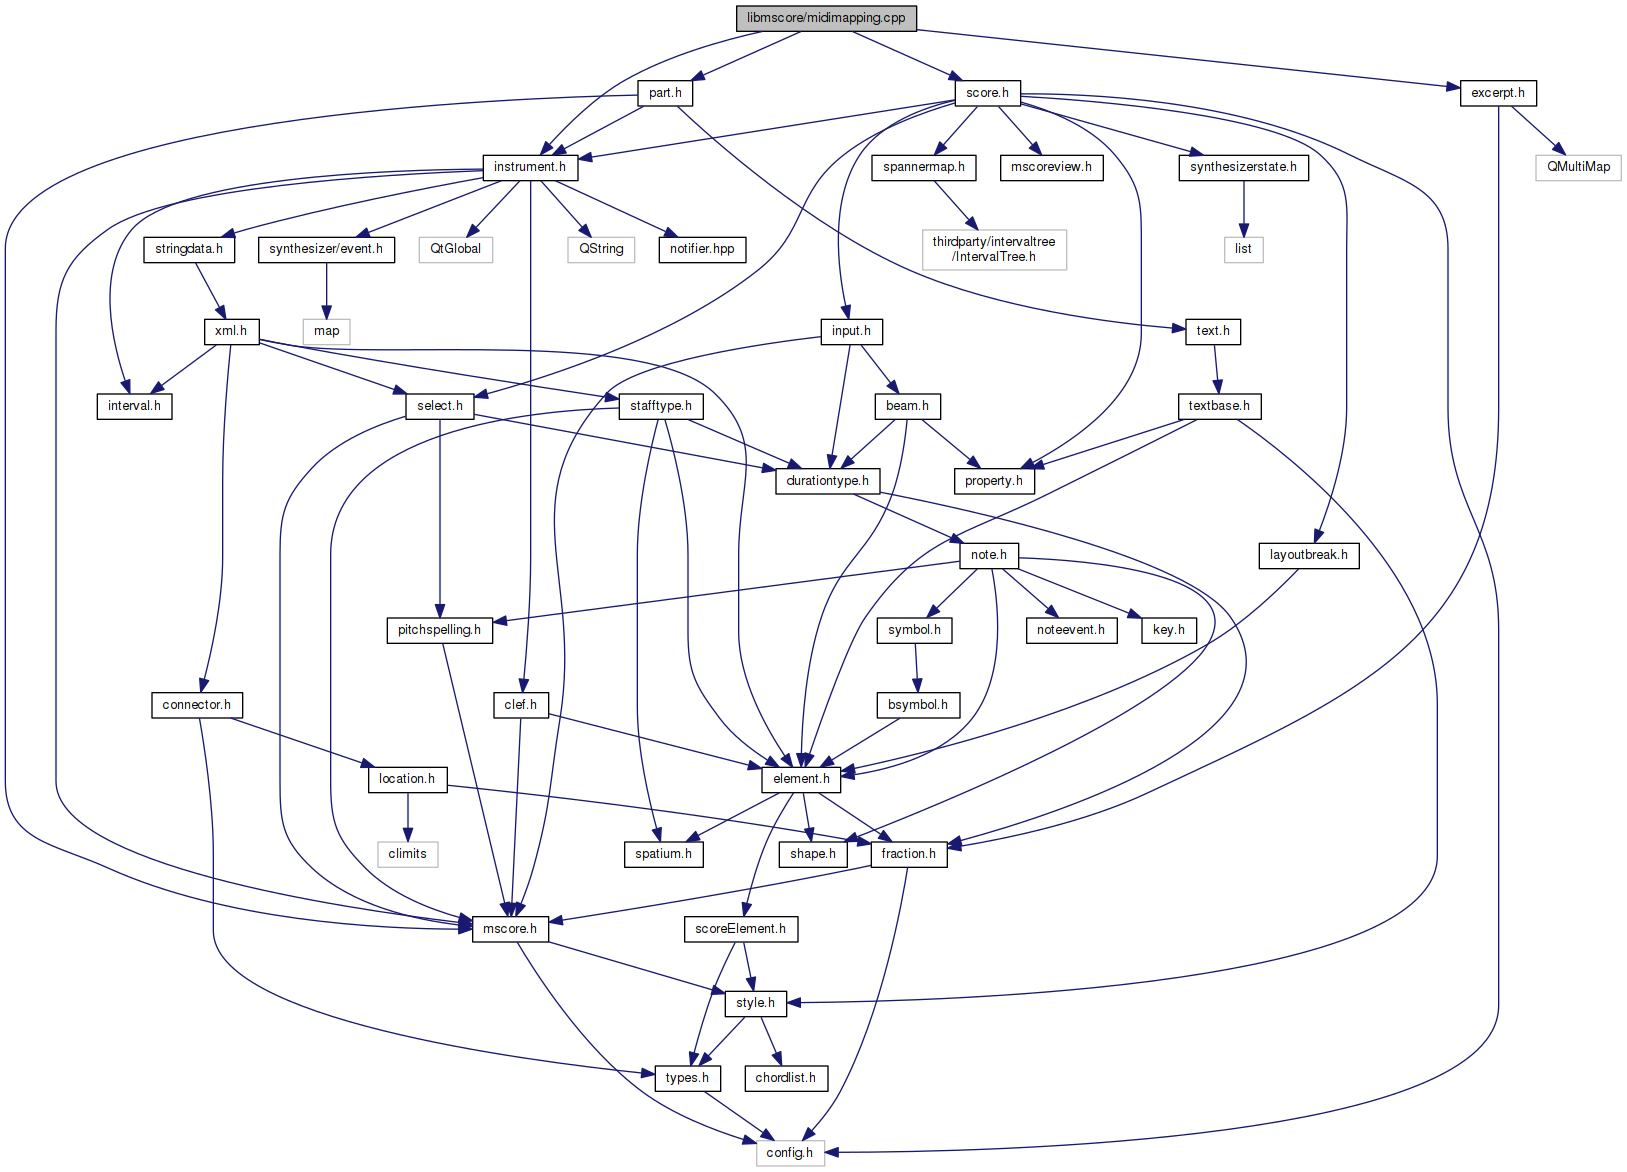 libmscore/midimapping.cpp
part.h
score.h
excerpt.h
instrument.h
spannermap.h
mscoreview.h
synthesizerstate.h
QMultiMap
stringdata.h
synthesizer/event.h
QtGlobal
QString
notifier.hpp
thirdparty/intervaltree
/IntervalTree.h
list
xml.h
map
input.h
text.h
interval.h
select.h
stafftype.h
beam.h
textbase.h
durationtype.h
property.h
note.h
layoutbreak.h
pitchspelling.h
symbol.h
noteevent.h
key.h
connector.h
clef.h
bsymbol.h
location.h
element.h
climits
spatium.h
shape.h
fraction.h
mscore.h
scoreElement.h
style.h
types.h
chordlist.h
config.h